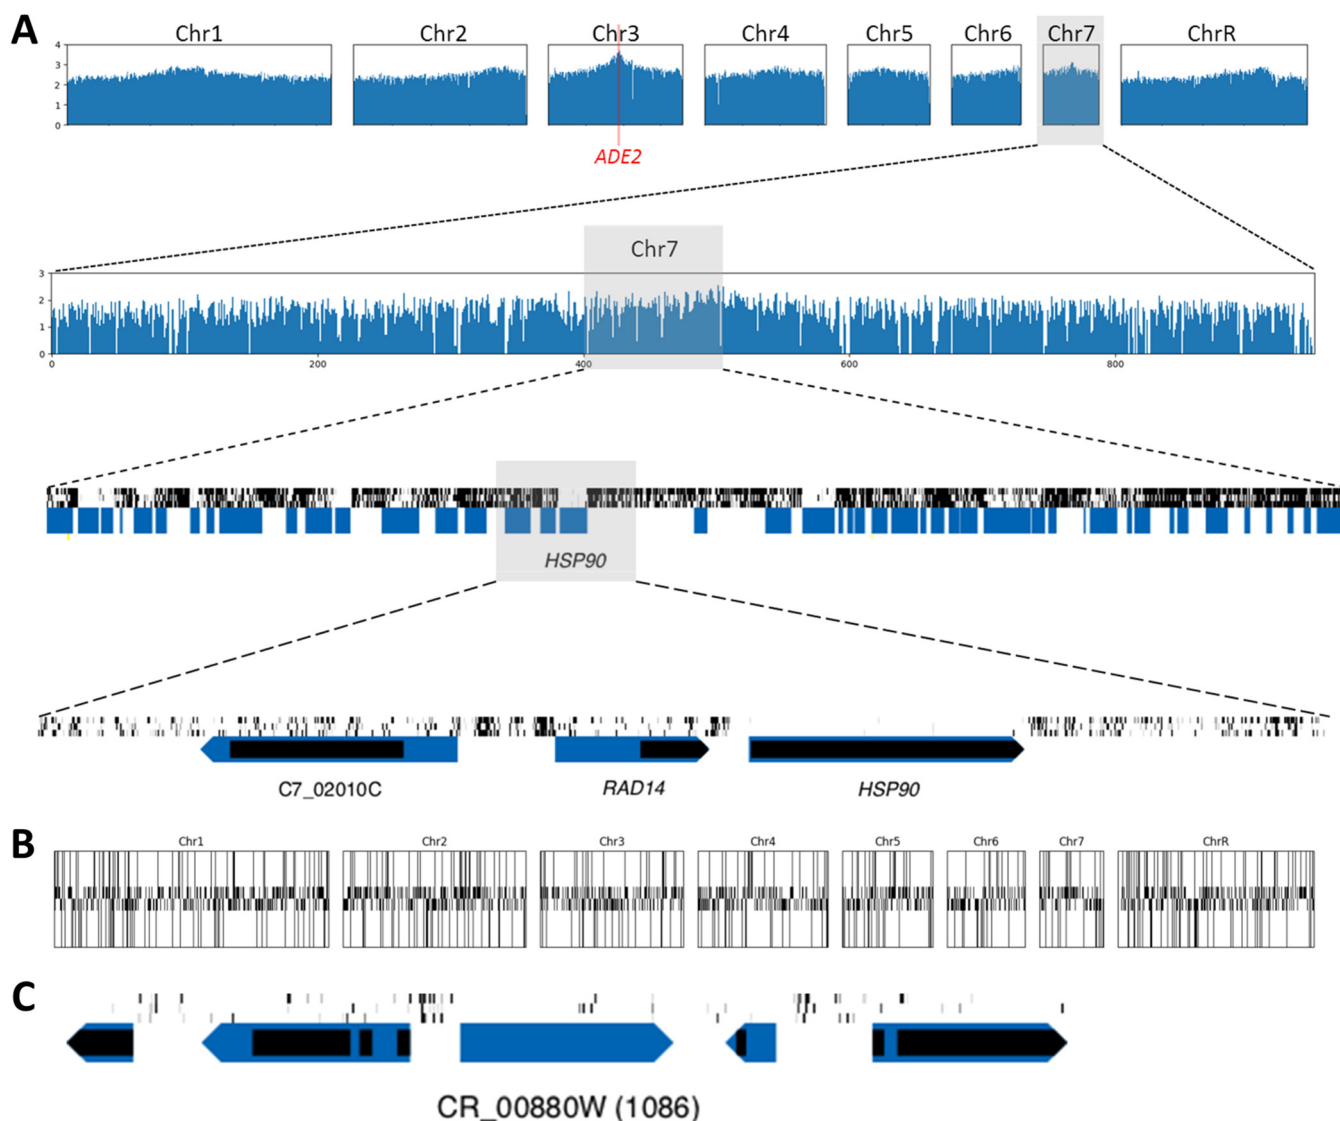 A
Chr1 Chr2 Chr3 Chr4 Chr5 Chr6 Chr7 ChrR
4
3
2
1
0
ADE2
Chr7
3
2
1
0
0 200 400 600 800
HSP90
C7_02010C RAD14 HSP90
B
Chr1 Chr2 Chr3 Chr4 Chr5 Chr6 Chr7 ChrR
C
CR_00880W (1086)